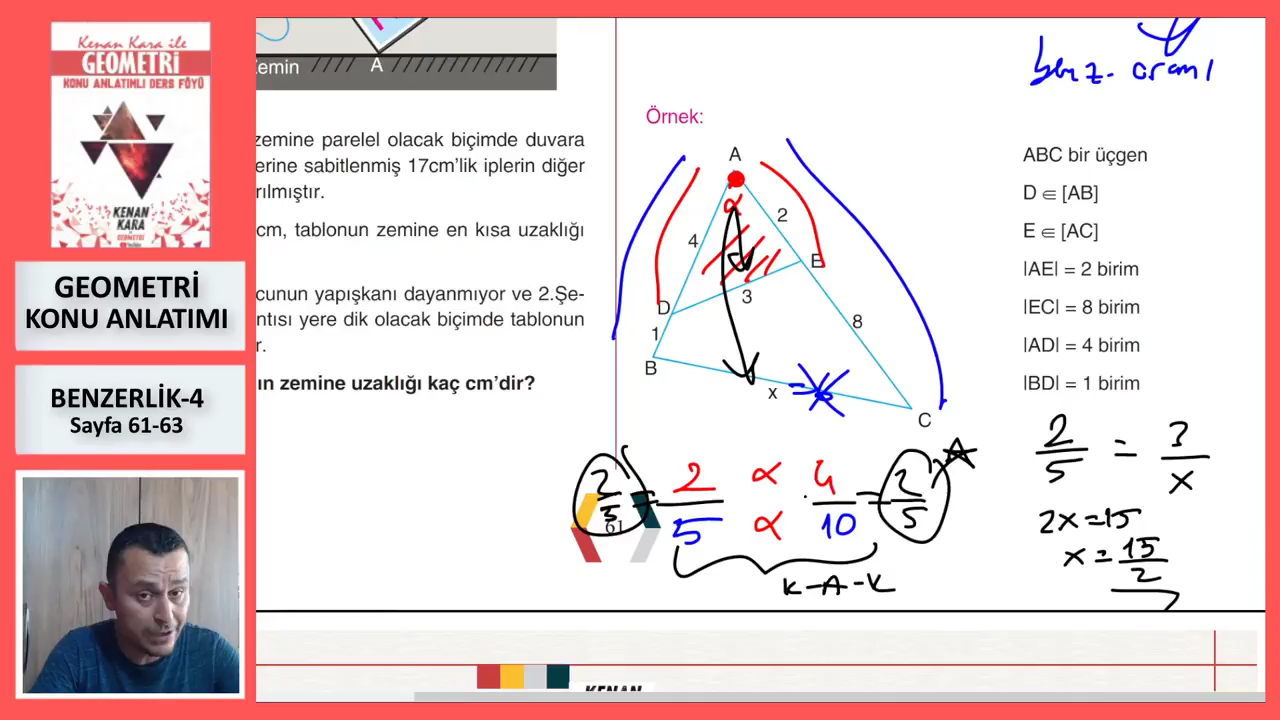 Kenan Kara ile
GEOMETRİ
KONU ANLATIMLI DERS FÖYÜ
KENAN
KARA
GEOMETRİ
KONU ANLATIMI
BENZERLİK-4
Sayfa 61-63
Zemin
A
zemine parelel olacak biçimde duvara
erine sabitlenmiş 17cm'lik iplerin diğer
rılmıştır.
cm, tablonun zemine en kısa uzaklığı
cunun yapışkanı dayanmıyor ve 2.Şe-
ntısı yere dik olacak biçimde tablonun
r.
ın zemine uzaklığı kaç cm'dir?
benz. oranı
Örnek:
A
α
2
4
E
3
D
1
8
B
x
C
ABC bir üçgen
D ∈ [AB]
E ∈ [AC]
|AE| = 2 birim
|EC| = 8 birim
|AD| = 4 birim
|BD| = 1 birim
2/5 = 2/5 α α 4/10 = 2/5
K-A-K
2/5 = 3/x
2x=15
x=15/2
61
KENAN